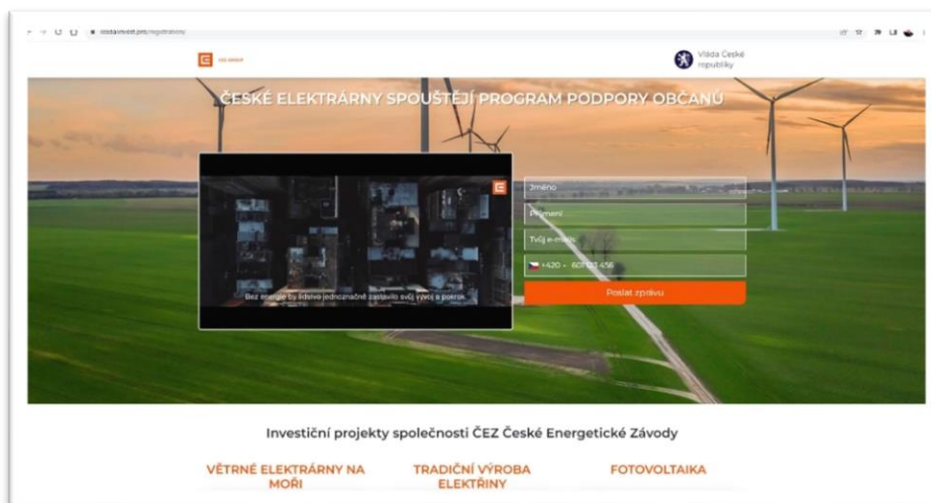 CEZ GROUP
Vláda České
republiky
ČESKÉ ELEKTRÁRNY SPOUŠTĚJÍ PROGRAM PODPORY OBČANŮ
Jméno
Příjmení
Tvůj e-mail
+420
Bez energie by lidstvo jednoznačně zastavilo svůj vývoj a pokrok.
Poslat zprávu
Investiční projekty společnosti ČEZ České Energetické Závody
VĚTRNÉ ELEKTRÁRNY NA
MOŘI
TRADIČNÍ VÝROBA
ELEKTŘINY
FOTOVOLTAIKA